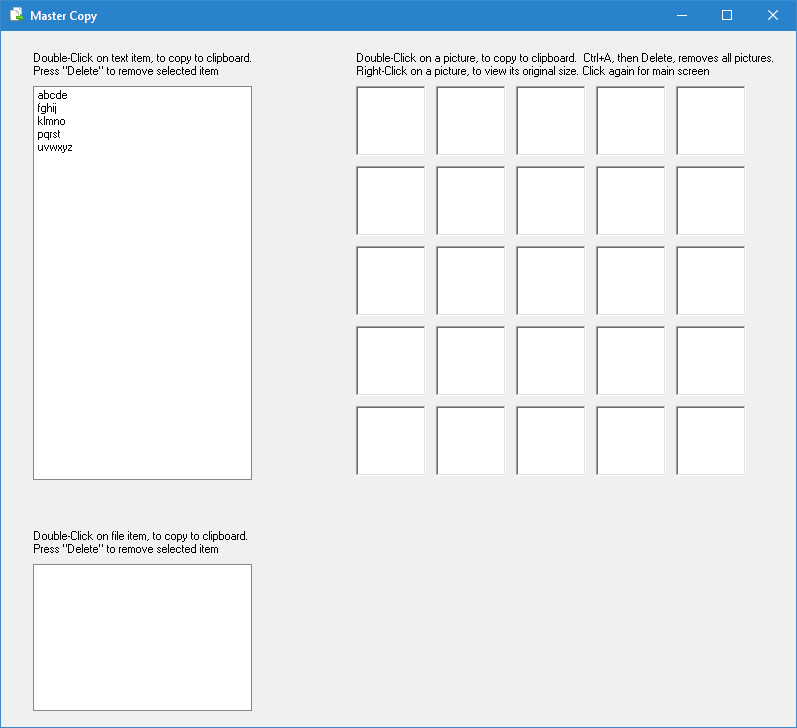 Master Copy
Double-Click on text item, to copy to clipboard.
Press "Delete" to remove selected item
abcde
fghij
klmno
pqrst
uvwxyz
Double-Click on a picture, to copy to clipboard.  Ctrl+A, then Delete, removes all pictures.
Right-Click on a picture, to view its original size. Click again for main screen
Double-Click on file item, to copy to clipboard.
Press "Delete" to remove selected item